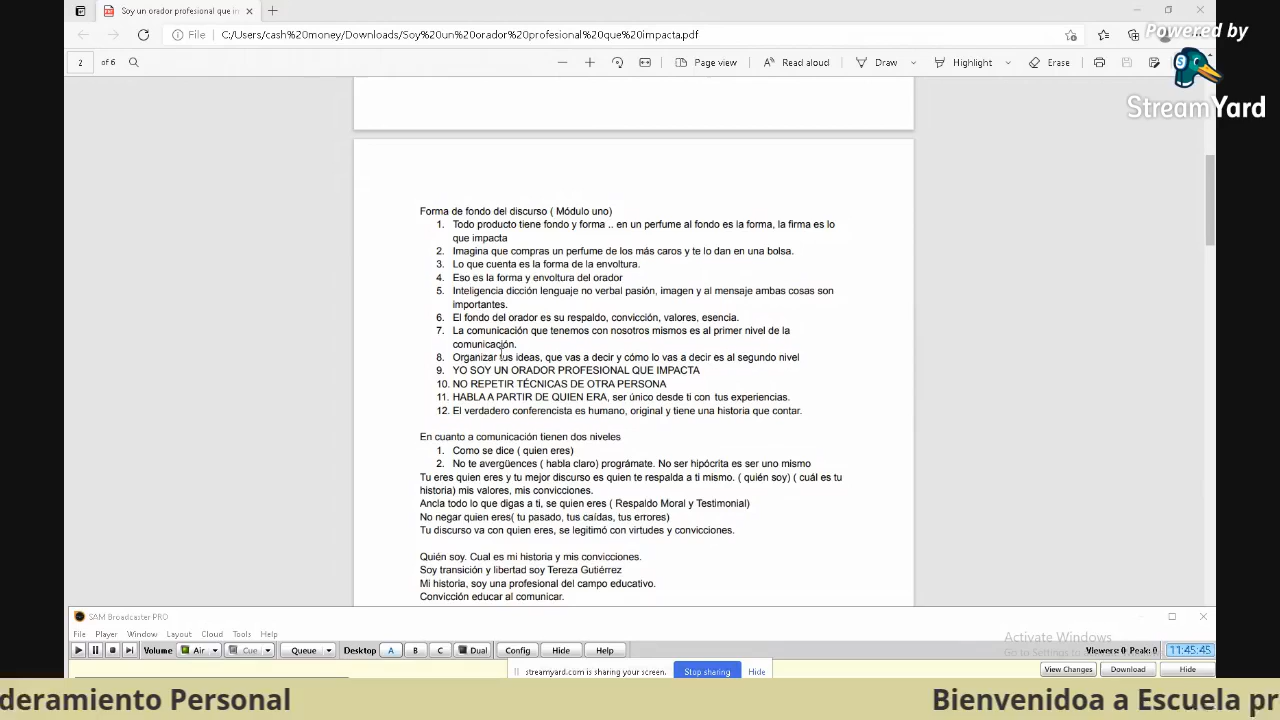 Soy un orador profesional que in
Powered by
StreamYard
File C:/Users/cash%20money/Downloads/Soy%20un%20orador%20profesional%20que%20impacta.pdf
2 of 6 Page view Read aloud Draw Highlight Erase
Forma de fondo del discurso ( Módulo uno)
1. Todo producto tiene fondo y forma .. en un perfume al fondo es la forma, la firma es lo
que impacta
2. Imagina que compras un perfume de los más caros y te lo dan en una bolsa.
3. Lo que cuenta es la forma de la envoltura.
4. Eso es la forma y envoltura del orador
5. Inteligencia dicción lenguaje no verbal pasión, imagen y al mensaje ambas cosas son
importantes.
6. El fondo del orador es su respaldo, convicción, valores, esencia.
7. La comunicación que tenemos con nosotros mismos es al primer nivel de la
comunicación.
8. Organizar tus ideas, que vas a decir y cómo lo vas a decir es al segundo nivel
9. YO SOY UN ORADOR PROFESIONAL QUE IMPACTA
10. NO REPETIR TÉCNICAS DE OTRA PERSONA
11. HABLA A PARTIR DE QUIEN ERA, ser único desde ti con tus experiencias.
12. El verdadero conferencista es humano, original y tiene una historia que contar.
En cuanto a comunicación tienen dos niveles
1. Como se dice ( quien eres)
2. No te avergüences ( habla claro) prográmate. No ser hipócrita es ser uno mismo
Tu eres quien eres y tu mejor discurso es quien te respalda a ti mismo. ( quién soy) ( cuál es tu
historia) mis valores, mis convicciones.
Ancla todo lo que digas a ti, se quien eres ( Respaldo Moral y Testimonial)
No negar quien eres( tu pasado, tus caídas, tus errores)
Tu discurso va con quien eres, se legitimó con virtudes y convicciones.
Quién soy. Cual es mi historia y mis convicciones.
Soy transición y libertad soy Tereza Gutiérrez
Mi historia, soy una profesional del campo educativo.
Convicción educar al comunicar.
SAM Broadcaster PRO
File Player Window Layout Cloud Tools Help
Activate Windows
Go to Settings to
Volume Air Cue Queue Desktop A B C Dual Config Hide Help Viewers: 0 Peak: 0 11:45:45
streamyard.com is sharing your screen. Stop sharing Hide View Changes Download Hide
deramiento Personal Bienvenidoa a Escuela pr